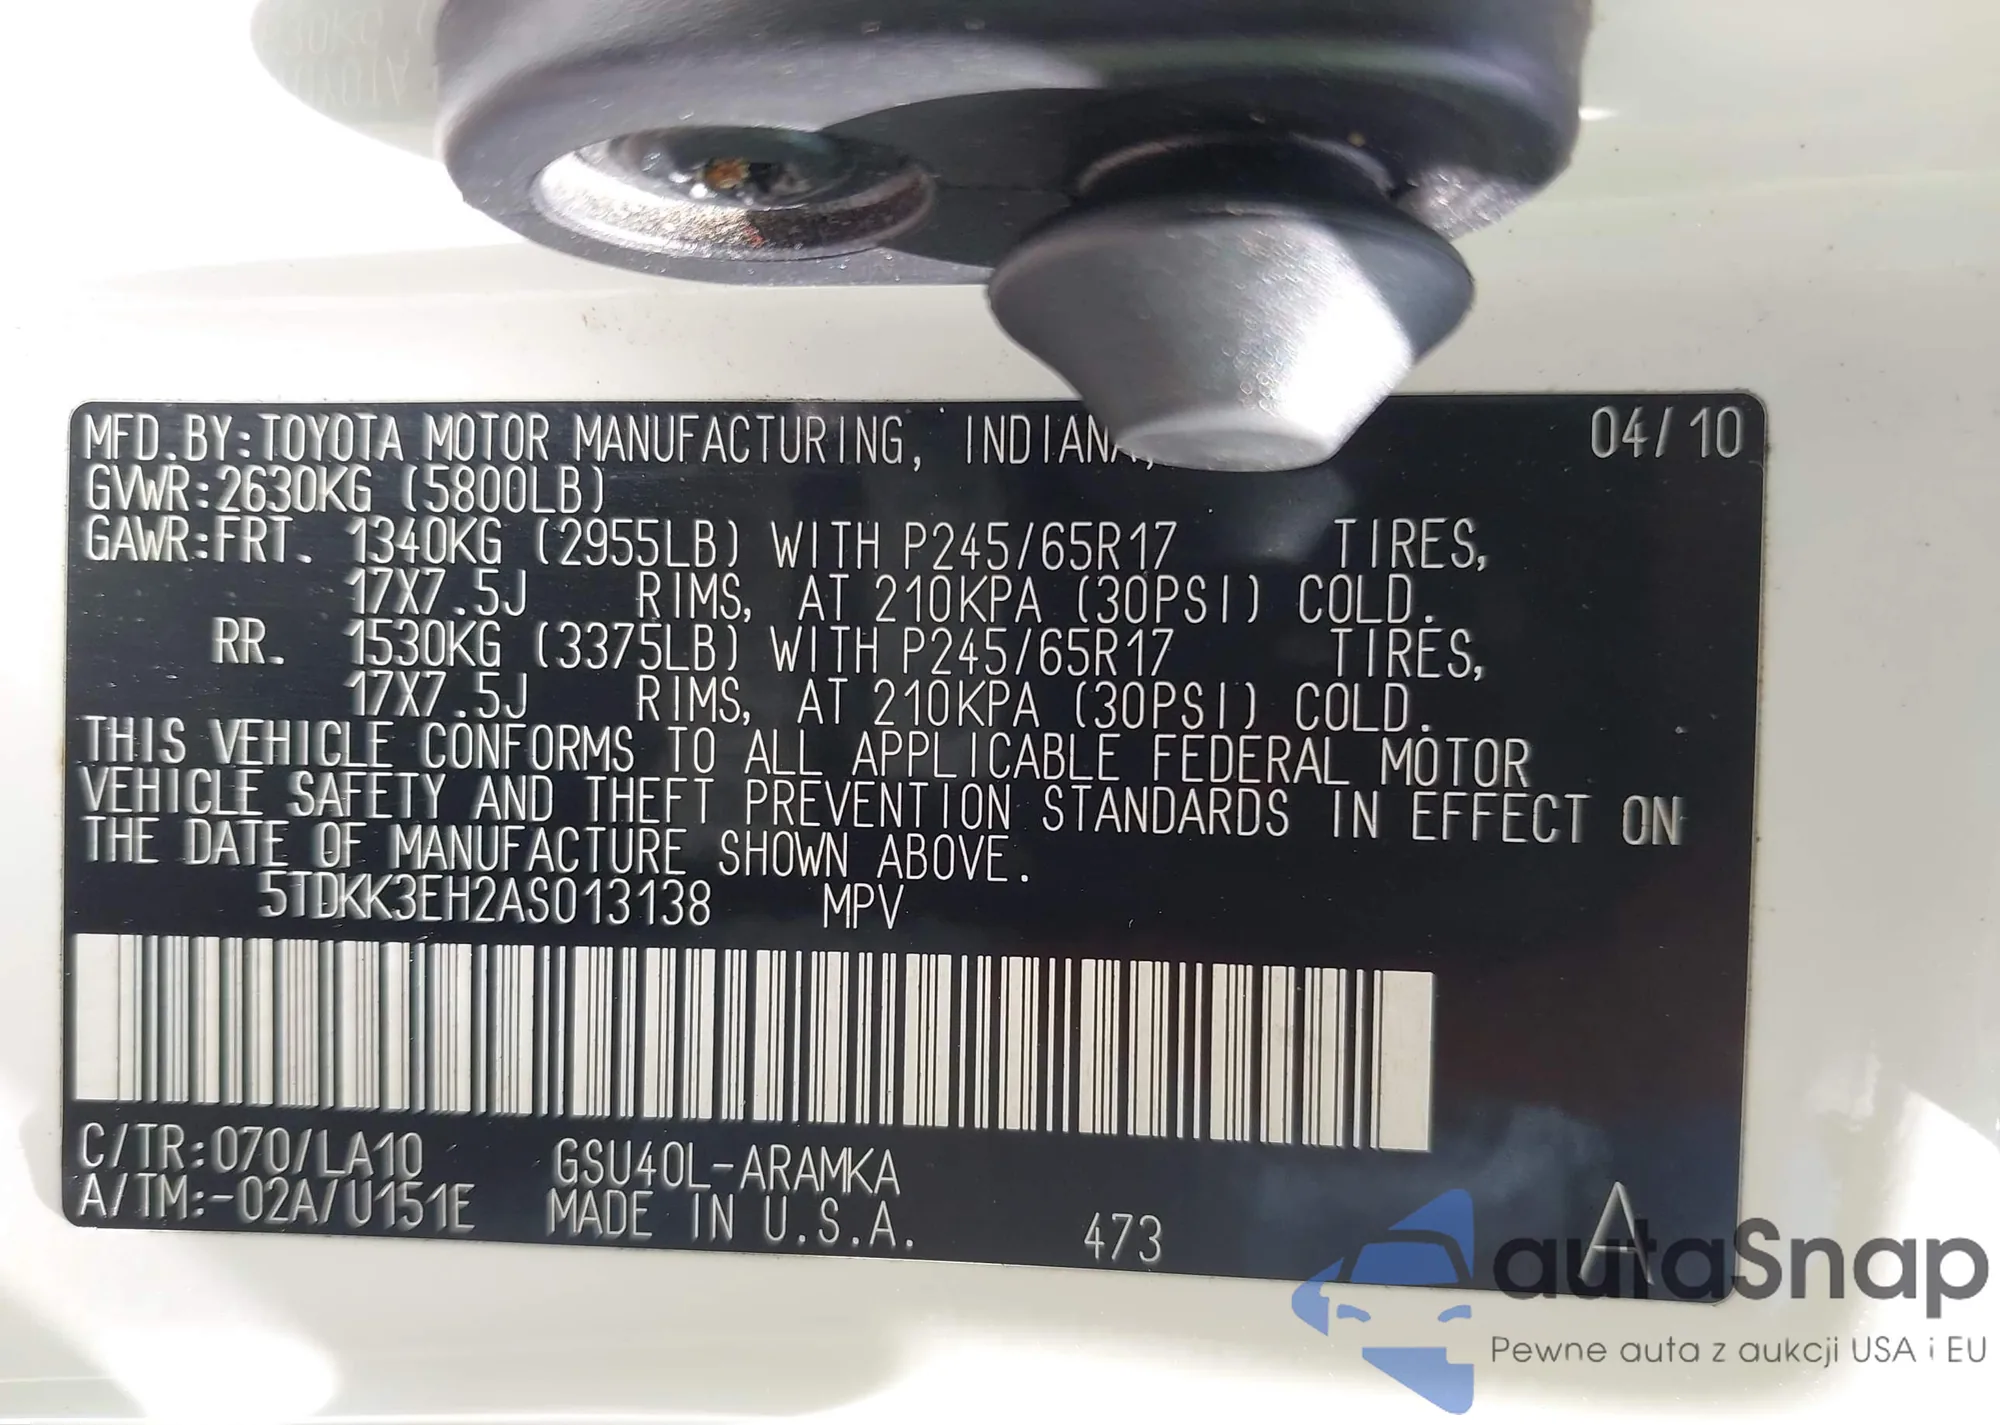 MFD.BY:TOYOTA MOTOR MANUFACTURING, INDIANA, 04/10
GVWR:2630KG (5800LB)
GAWR:FRT. 1340KG (2955LB) WITH P245/65R17 TIRES,
17X7.5J RIMS, AT 210KPA (30PSI) COLD.
RR. 1530KG (3375LB) WITH P245/65R17 TIRES,
17X7.5J RIMS, AT 210KPA (30PSI) COLD.
THIS VEHICLE CONFORMS TO ALL APPLICABLE FEDERAL MOTOR
VEHICLE SAFETY AND THEFT PREVENTION STANDARDS IN EFFECT ON
THE DATE OF MANUFACTURE SHOWN ABOVE.
5TDKK3EH2AS013138 MPV
C/TR:070/LA10 GSU40L-ARAMKA
A/TM:-02A/U151E MADE IN U.S.A. 473 A
autaSnap
Pewne auta z aukcji USA i EU